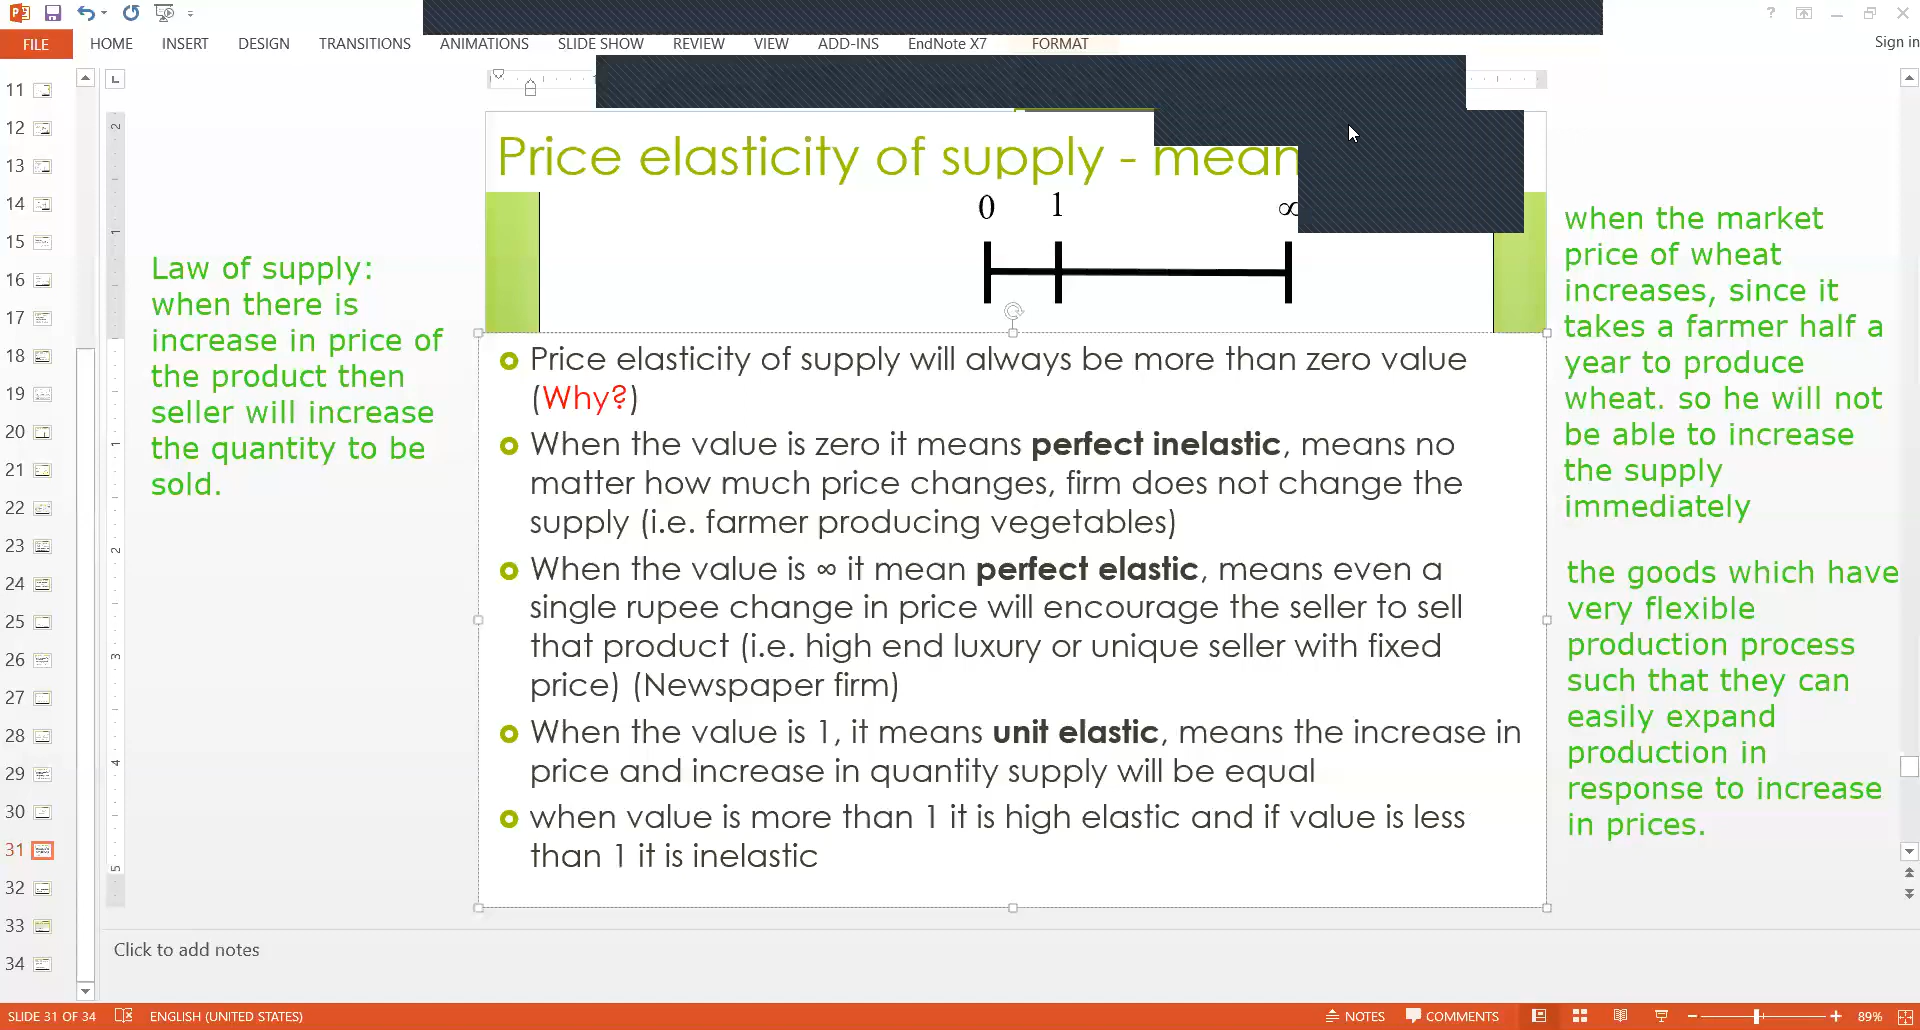 FILE
HOME
INSERT
DESIGN
TRANSITIONS
ANIMATIONS
SLIDE SHOW
REVIEW
VIEW
ADD-INS
EndNote X7
FORMAT
Sign in
11
12
13
14
15
16
17
18
19
20
21
22
23
24
25
26
27
28
29
30
31
32
33
34
2
1
1
2
3
4
5
Law of supply:
when there is
increase in price of
the product then
seller will increase
the quantity to be
sold.
Price elasticity of supply - mean
0 1 ∞
Price elasticity of supply will always be more than zero value
(Why?)
When the value is zero it means perfect inelastic, means no
matter how much price changes, firm does not change the
supply (i.e. farmer producing vegetables)
When the value is ∞ it mean perfect elastic, means even a
single rupee change in price will encourage the seller to sell
that product (i.e. high end luxury or unique seller with fixed
price) (Newspaper firm)
When the value is 1, it means unit elastic, means the increase in
price and increase in quantity supply will be equal
when value is more than 1 it is high elastic and if value is less
than 1 it is inelastic
when the market
price of wheat
increases, since it
takes a farmer half a
year to produce
wheat. so he will not
be able to increase
the supply
immediately
the goods which have
very flexible
production process
such that they can
easily expand
production in
response to increase
in prices.
Click to add notes
SLIDE 31 OF 34
ENGLISH (UNITED STATES)
NOTES
COMMENTS
89%